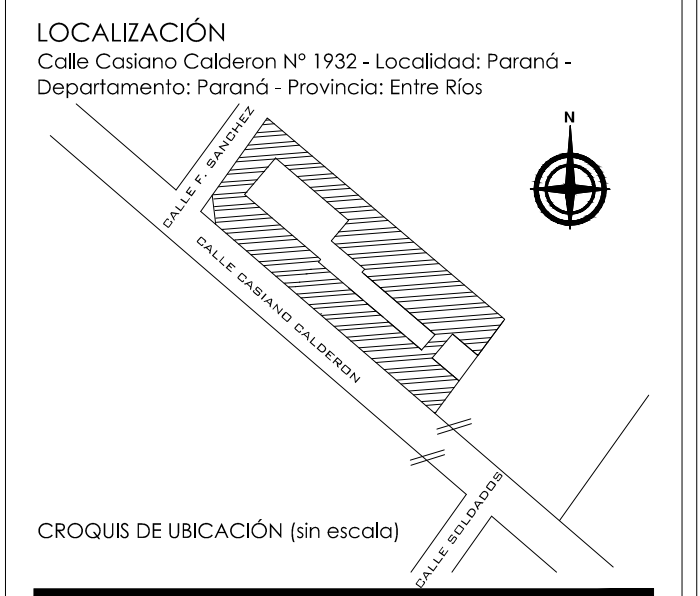 LOCALIZACIÓN
Calle Casiano Calderon N° 1932 - Localidad: Paraná -
Departamento: Paraná - Provincia: Entre Ríos
N
CALLE F. SANCHEZ
CALLE CASIANO CALDERON
CALLE SOLDADOS
CROQUIS DE UBICACIÓN (sin escala)